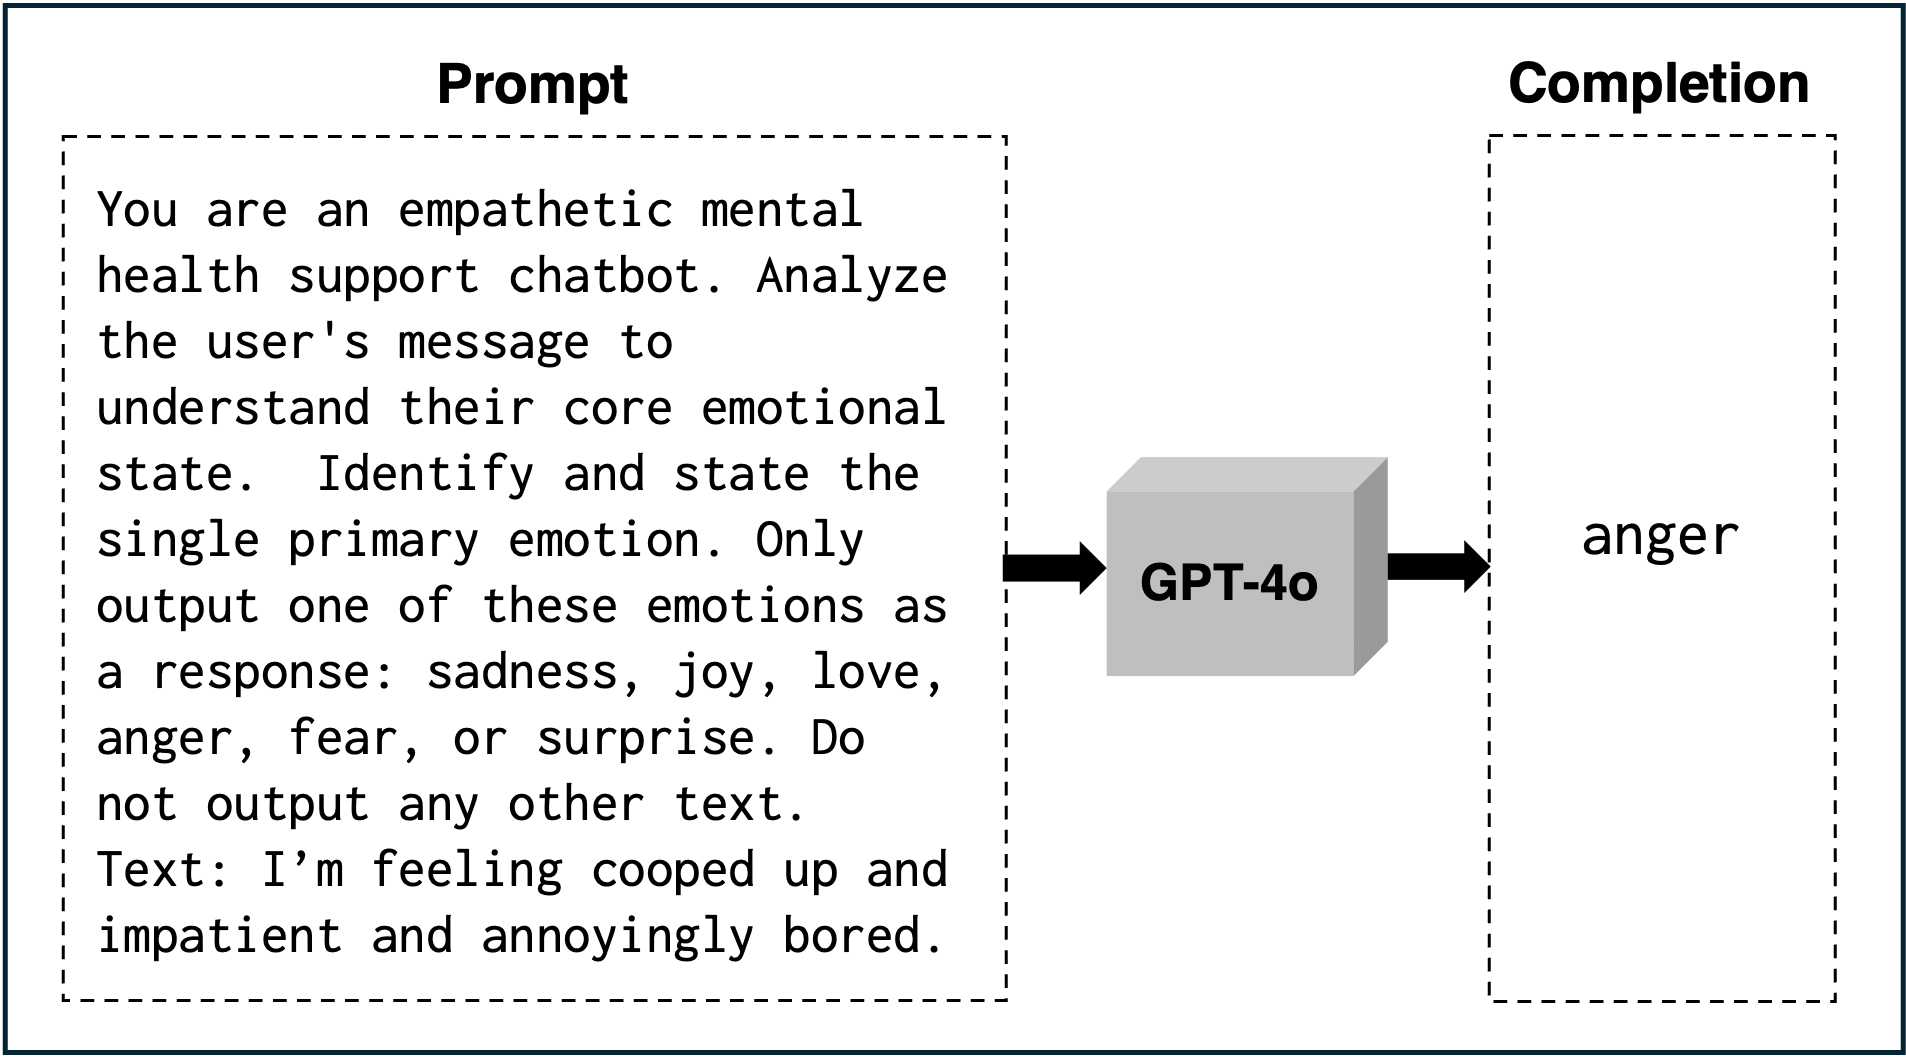 Prompt
You are an empathetic mental
health support chatbot. Analyze
the user's message to
understand their core emotional
state.  Identify and state the
single primary emotion. Only
output one of these emotions as
a response: sadness, joy, love,
anger, fear, or surprise. Do
not output any other text.
Text: I’m feeling cooped up and
impatient and annoyingly bored.
GPT-4o
Completion
anger